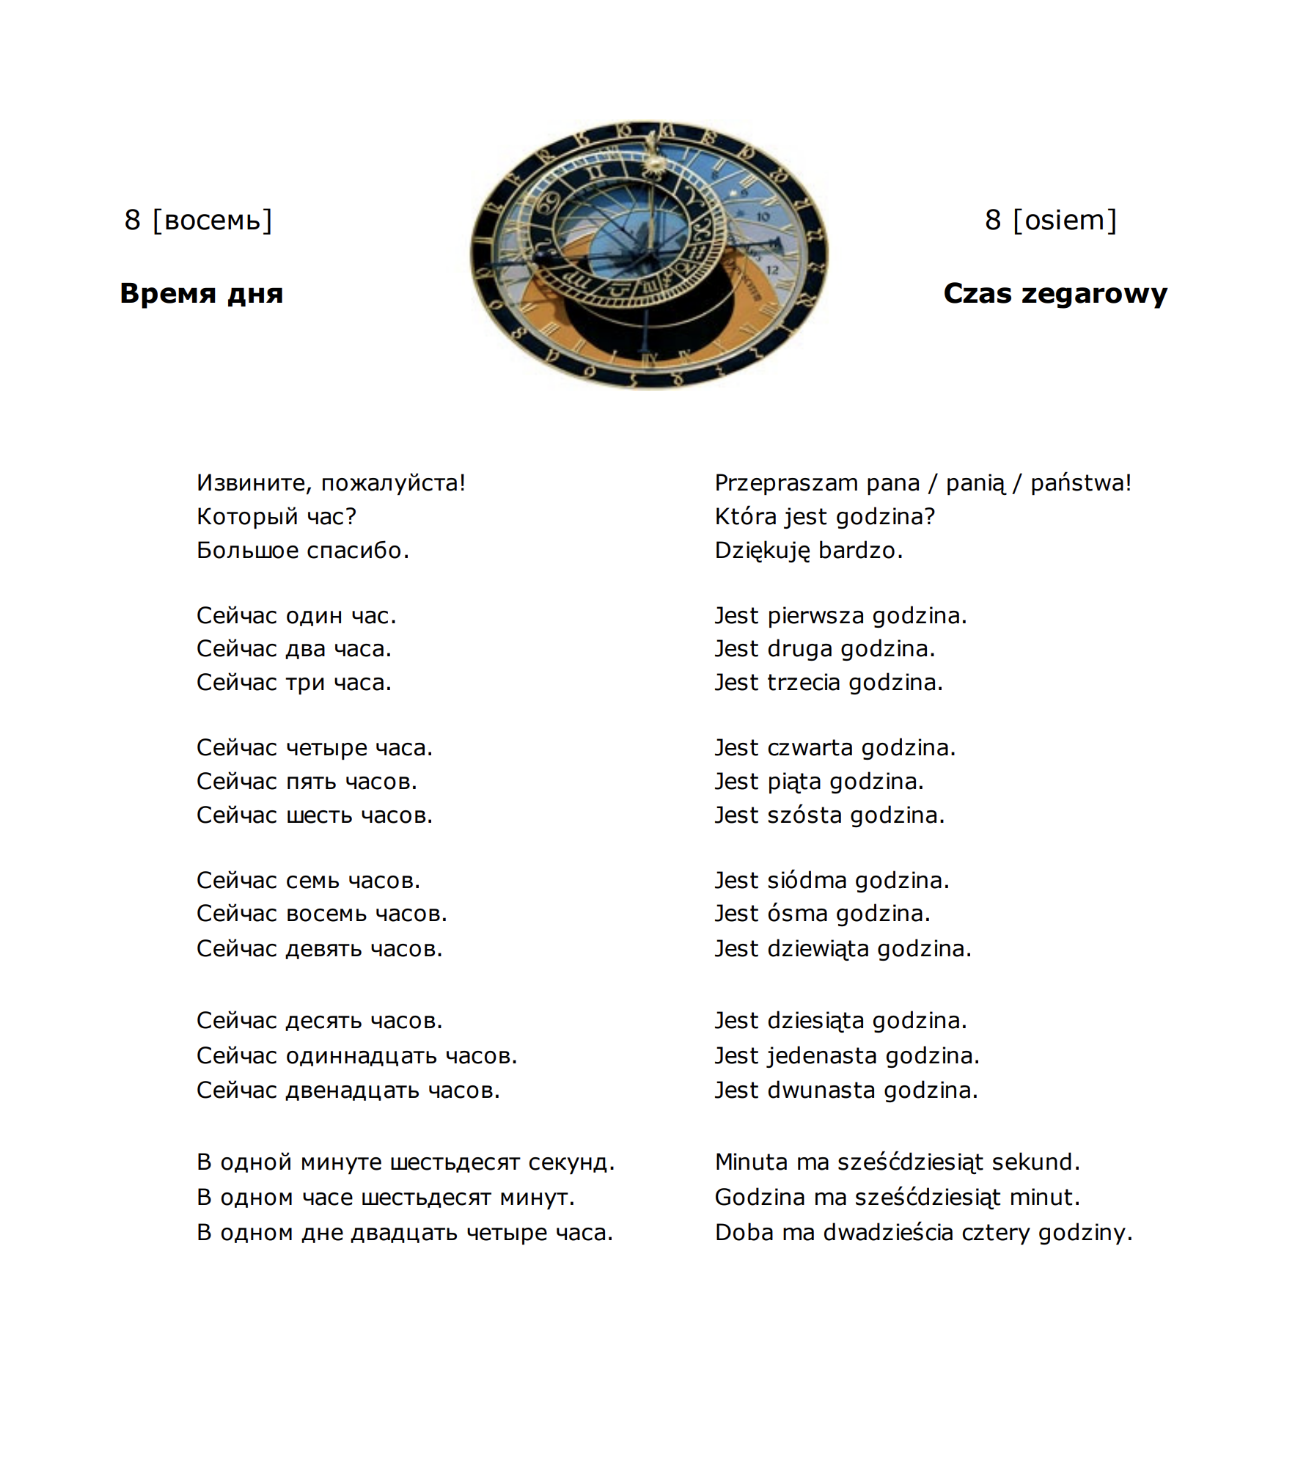 8 [восемь]
Время дня
8 [osiem]
Czas zegarowy
Извините, пожалуйста!
Который час?
Большое спасибо.
Сейчас один час.
Сейчас два часа.
Сейчас три часа.
Сейчас четыре часа.
Сейчас пять часов.
Сейчас шесть часов.
Сейчас семь часов.
Сейчас восемь часов.
Сейчас девять часов.
Сейчас десять часов.
Сейчас одиннадцать часов.
Сейчас двенадцать часов.
В одной минуте шестьдесят секунд.
В одном часе шестьдесят минут.
В одном дне двадцать четыре часа.
Przepraszam pana / panią / państwa!
Która jest godzina?
Dziękuję bardzo.
Jest pierwsza godzina.
Jest druga godzina.
Jest trzecia godzina.
Jest czwarta godzina.
Jest piąta godzina.
Jest szósta godzina.
Jest siódma godzina.
Jest ósma godzina.
Jest dziewiąta godzina.
Jest dziesiąta godzina.
Jest jedenasta godzina.
Jest dwunasta godzina.
Minuta ma sześćdziesiąt sekund.
Godzina ma sześćdziesiąt minut.
Doba ma dwadzieścia cztery godziny.